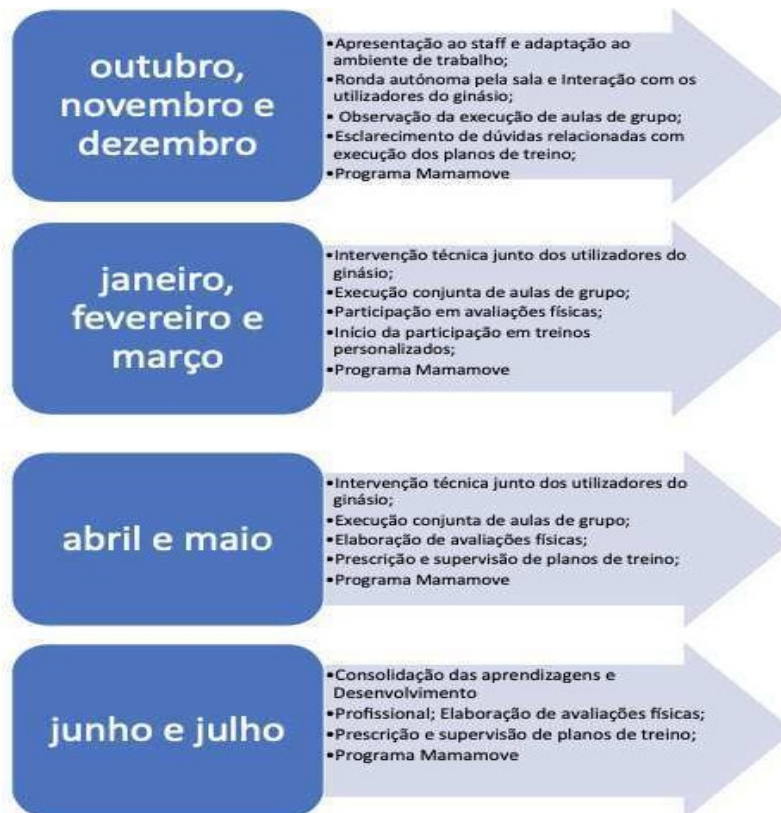 outubro,
novembro e
dezembro
•Apresentação ao staff e adaptação ao
ambiente de trabalho;
•Ronda autónoma pela sala e Interação com os
utilizadores do ginásio;
• Observação da execução de aulas de grupo;
•Esclarecimento de dúvidas relacionadas com
execução dos planos de treino;
•Programa Mamamove
janeiro,
fevereiro e
março
•Intervenção técnica junto dos utilizadores do
ginásio;
•Execução conjunta de aulas de grupo;
•Participação em avaliações físicas;
•Início da participação em treinos
personalizados;
•Programa Mamamove
abril e maio
•Intervenção técnica junto dos utilizadores do
ginásio;
•Execução conjunta de aulas de grupo;
•Elaboração de avaliações físicas;
•Prescrição e supervisão de planos de treino;
•Programa Mamamove
junho e julho
•Consolidação das aprendizagens e
Desenvolvimento
•Profissional; Elaboração de avaliações físicas;
•Prescrição e supervisão de planos de treino;
•Programa Mamamove